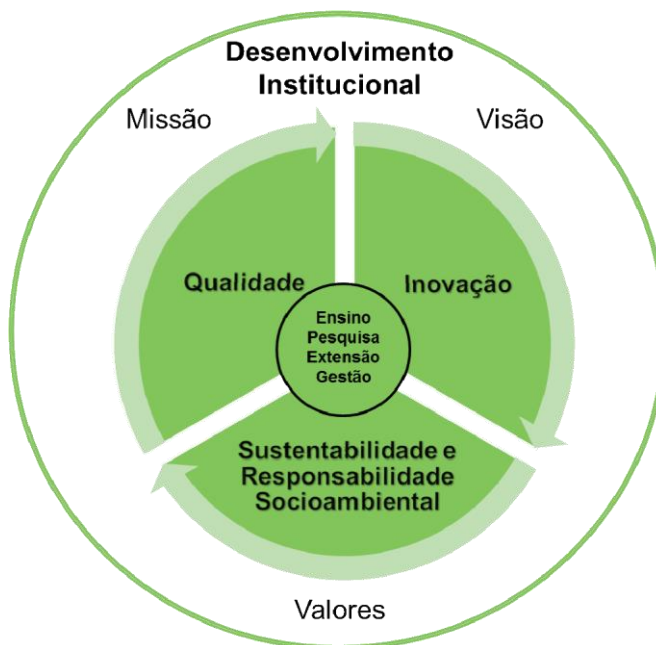 Desenvolvimento
Institucional
Missão
Visão
Qualidade
Inovação
Ensino
Pesquisa
Extensão
Gestão
Sustentabilidade e
Responsabilidade
Socioambiental
Valores